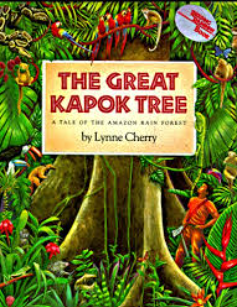 THE GREAT
KAPOK TREE
A TALE OF THE AMAZON RAIN FOREST
by Lynne Cherry